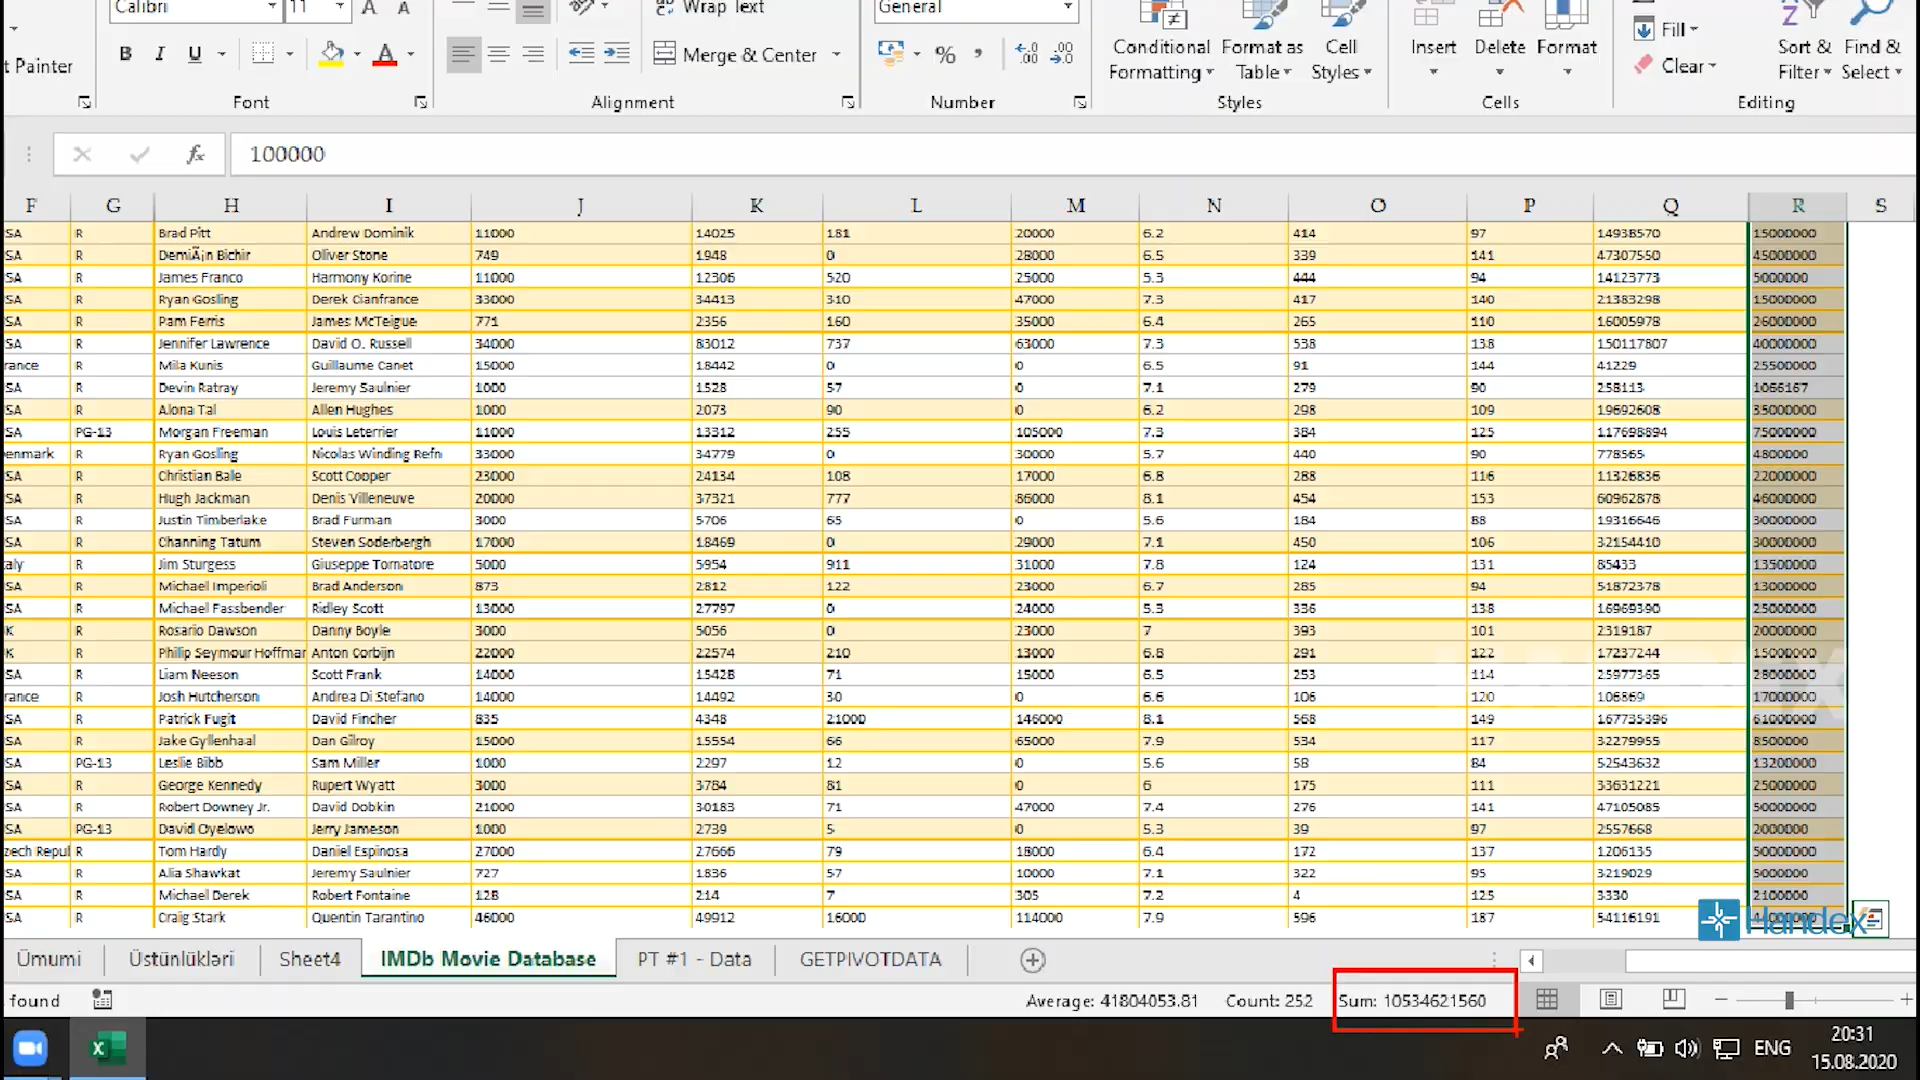 Calibri 11 A A Wrap Text General
Painter B I U A Merge & Center % Conditional Formatting Format as Table Cell Styles Insert Delete Format Fill Clear Sort & Filter Find & Select
Font Alignment Number Styles Cells Editing
fx 100000
F G H I J K L M N O P Q R S
SA R Brad Pitt Andrew Dominik 11000 14025 181 20000 6.2 414 97 14938570 15000000
SA R DemiÃ¡n Bichir Oliver Stone 749 1948 0 28000 6.5 339 141 47307550 45000000
SA R James Franco Harmony Korine 11000 12306 520 25000 5.3 444 94 14123773 5000000
SA R Ryan Gosling Derek Cianfrance 33000 34413 310 47000 7.3 417 140 21383298 15000000
SA R Pam Ferris James McTeigue 771 2356 160 35000 6.4 265 110 16005978 26000000
SA R Jennifer Lawrence David O. Russell 34000 83012 737 63000 7.3 538 138 150117807 40000000
rance R Mila Kunis Guillaume Canet 15000 18442 0 0 6.5 91 144 41229 25500000
SA R Devin Ratray Jeremy Saulnier 1000 1528 57 0 7.1 279 90 258113 1066167
SA R Alona Tal Allen Hughes 1000 2073 90 0 6.2 298 109 19692608 35000000
SA PG-13 Morgan Freeman Louis Leterrier 11000 13312 255 105000 7.3 384 125 117698894 75000000
enmark R Ryan Gosling Nicolas Winding Refn 33000 34779 0 30000 5.7 440 90 778565 4800000
SA R Christian Bale Scott Cooper 23000 24134 108 17000 6.8 288 116 11326836 22000000
SA R Hugh Jackman Denis Villeneuve 20000 37321 777 86000 8.1 454 153 60962878 46000000
SA R Justin Timberlake Brad Furman 3000 5706 65 0 5.6 184 88 19316646 30000000
SA R Channing Tatum Steven Soderbergh 17000 18469 0 29000 7.1 450 106 32154410 30000000
taly R Jim Sturgess Giuseppe Tornatore 5000 5954 911 31000 7.8 124 131 85433 13500000
SA R Michael Imperioli Brad Anderson 873 2812 122 23000 6.7 285 94 51872378 13000000
SA R Michael Fassbender Ridley Scott 13000 27797 0 24000 5.3 336 138 16969390 25000000
K R Rosario Dawson Danny Boyle 3000 5056 0 23000 7 393 101 2319187 20000000
K R Philip Seymour Hoffmar Anton Corbijn 22000 22574 210 13000 6.8 291 122 17237244 15000000
SA R Liam Neeson Scott Frank 14000 15428 71 15000 6.5 253 114 25977365 28000000
rance R Josh Hutcherson Andrea Di Stefano 14000 14492 30 0 6.6 106 120 106869 17000000
SA R Patrick Fugit David Fincher 835 4348 21000 146000 8.1 568 149 167735396 61000000
SA R Jake Gyllenhaal Dan Gilroy 15000 15554 66 65000 7.9 534 117 32279955 8500000
SA PG-13 Leslie Bibb Sam Miller 1000 2297 12 0 5.6 58 84 52543632 13200000
SA R George Kennedy Rupert Wyatt 3000 3784 81 0 6 175 111 33631221 25000000
SA R Robert Downey Jr. David Dobkin 21000 30183 71 47000 7.4 276 141 47105085 50000000
SA PG-13 David Oyelowo Jerry Jameson 1000 2739 5 0 5.3 39 97 2557668 2000000
zech Repul R Tom Hardy Daniel Espinosa 27000 27666 79 18000 6.4 172 137 1206135 50000000
SA R Alia Shawkat Jeremy Saulnier 727 1836 57 10000 7.1 322 95 3219029 5000000
SA R Michael Derek Robert Fontaine 128 214 7 305 7.2 4 125 3330 2100000
SA R Craig Stark Quentin Tarantino 46000 49912 16000 114000 7.9 596 187 54116191
Handex
Ümumi Üstünlükləri Sheet4 IMDb Movie Database PT #1 - Data GETPIVOTDATA
found Average: 41804053.81 Count: 252 Sum: 10534621560
ENG 20:31
15.08.2020